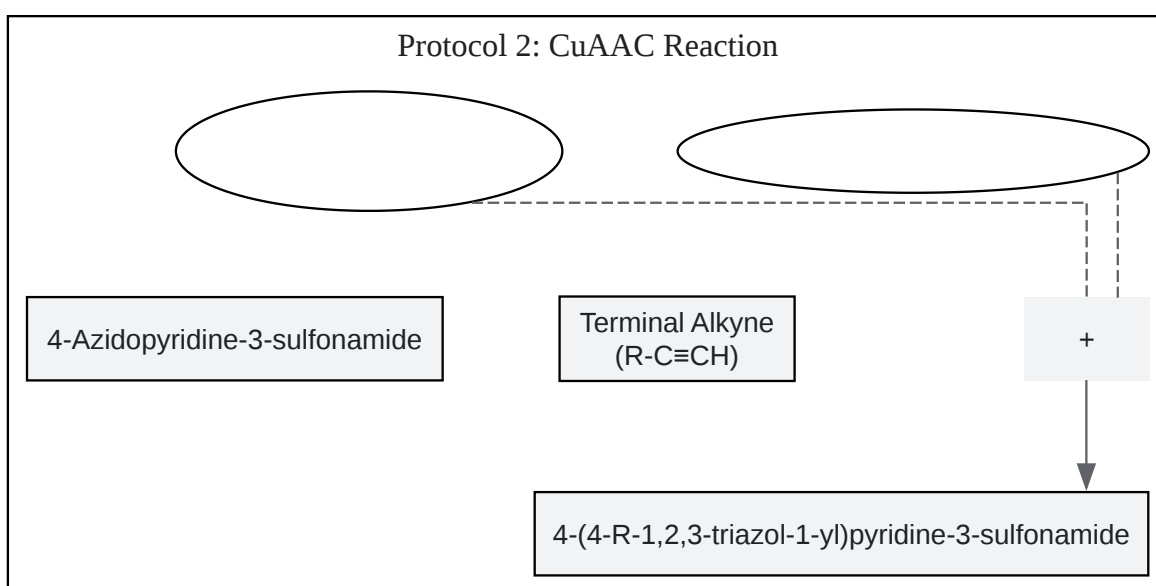 Protocol 2: CuAAC Reaction
4-Azidopyridine-3-sulfonamide
Terminal Alkyne
(R-C≡CH)
+
4-(4-R-1,2,3-triazol-1-yl)pyridine-3-sulfonamide